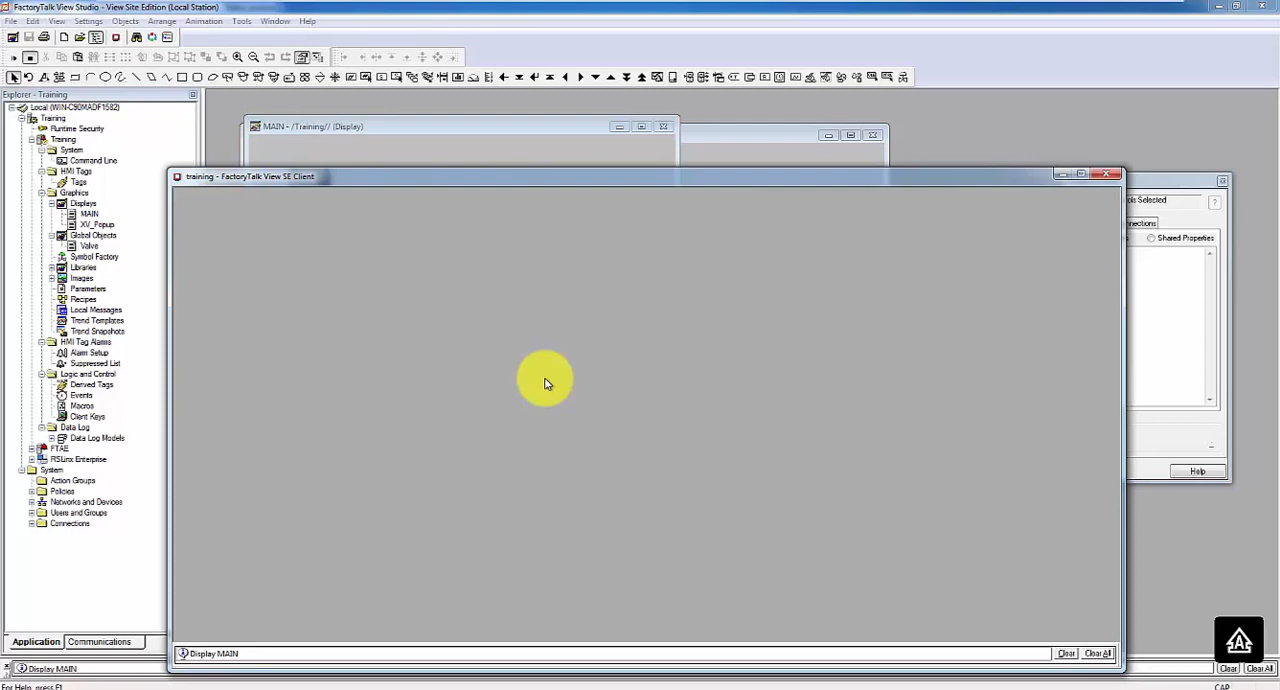 FactoryTalk View Studio - View Site Edition (Local Station)
File Edit View Settings Objects Arrange Animation Tools Window Help
Explorer - Training
Local (WIN-C90MADF1582)
Training
Runtime Security
Training
System
Command Line
HMI Tags
Tags
Graphics
Displays
MAIN
XV_Popup
Global Objects
Valve
Symbol Factory
Libraries
Images
Parameters
Recipes
Local Messages
Trend Templates
Trend Snapshots
HMI Tag Alarms
Alarm Setup
Suppressed List
Logic and Control
Derived Tags
Events
Macros
Client Keys
Data Log
Data Log Models
FTAE
RSLinx Enterprise
System
Action Groups
Policies
Networks and Devices
Users and Groups
Connections
Application Communications
MAIN - /Training// (Display)
training - FactoryTalk View SE Client
Selected
?
Shared Properties
Help
Display MAIN
Clear Clear All
Display MAIN
Clear Clear All
For Help, press F1
CAP